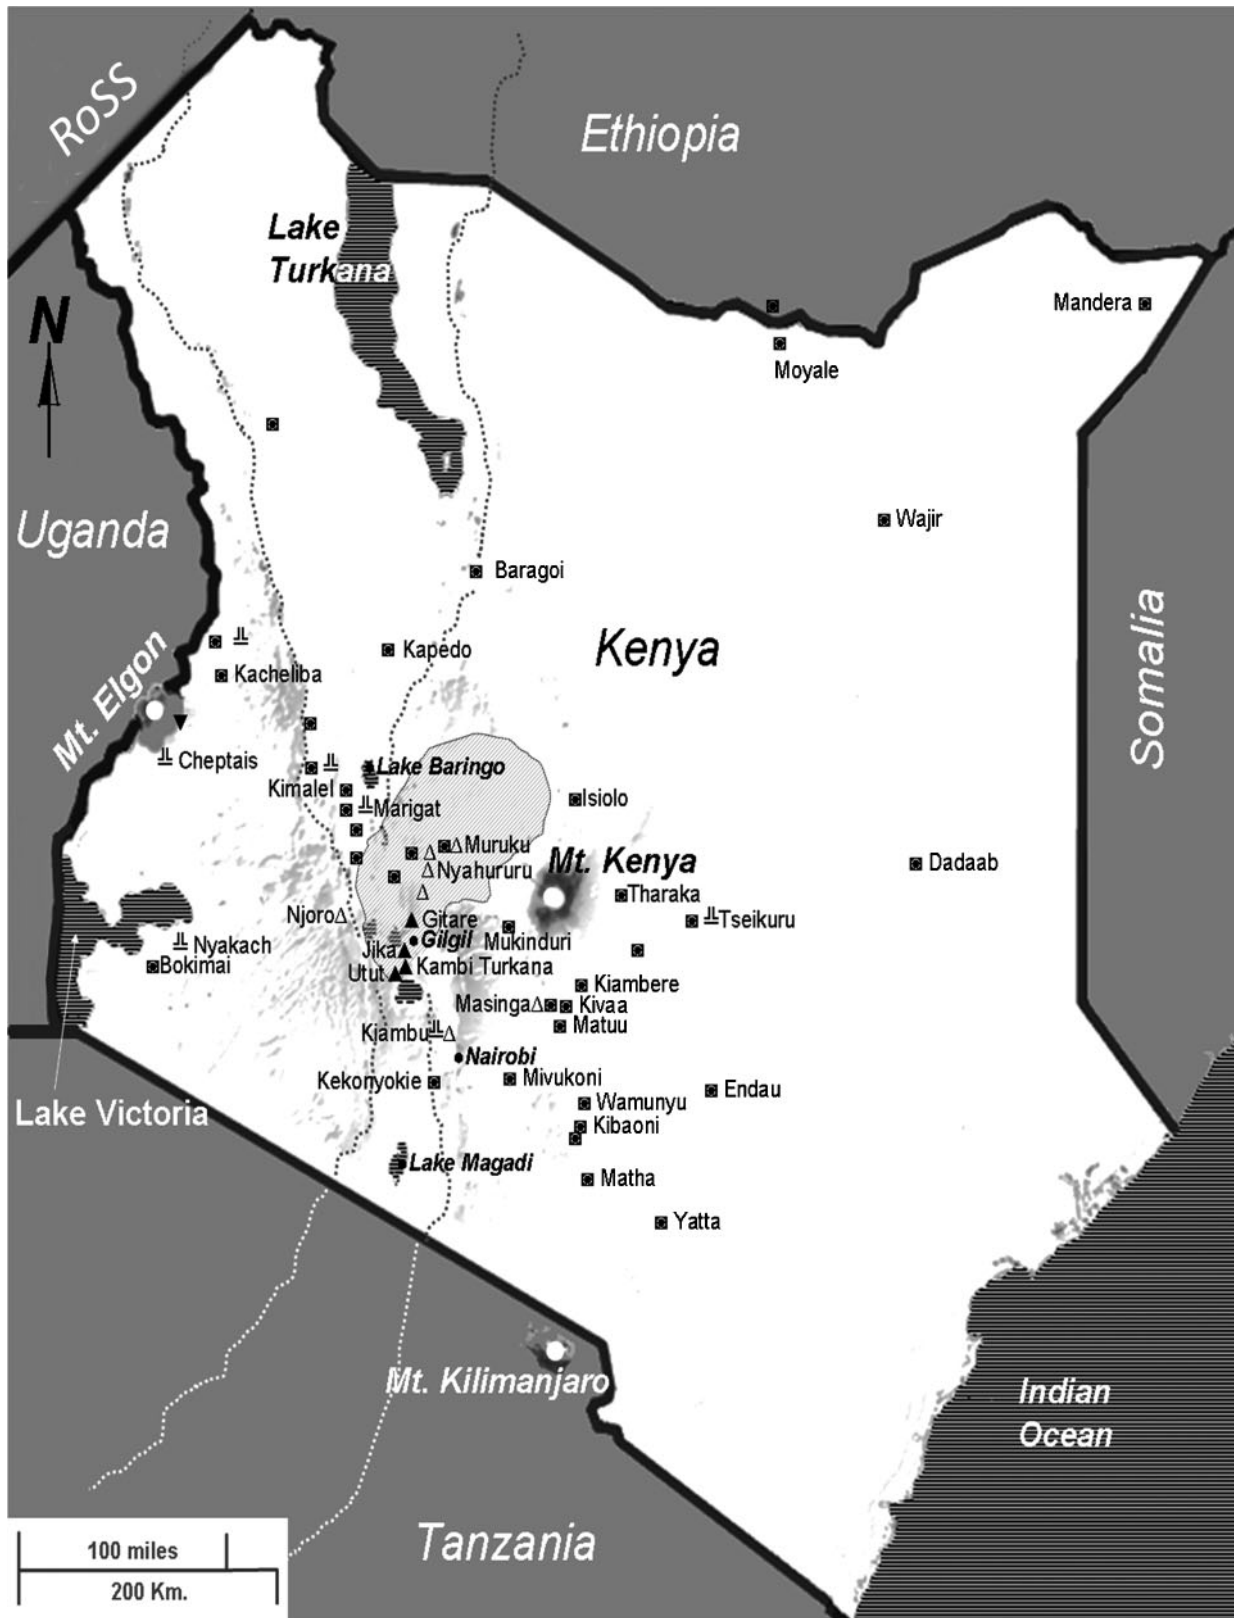 RoSS
Ethiopia
Lake
Turkana
N
Mandera
Moyale
Uganda
Wajir
Baragoi
Somalia
Kenya
Kapedo
Kacheliba
Mt. Elgon
Cheptais
Lake Baringo
Kimalel
Isiolo
Marigat
Muruku
Mt. Kenya
Nyahururu
Dadaab
Tharaka
Njoro
Gitare
Tseikuru
Gilgil
Mukinduri
Nyakach
Jika
Bokimai
Utut
Kambi Turkana
Kiambere
Masinga
Kivaa
Matuu
Kiambu
Nairobi
Kekonyokie
Mivukoni
Endau
Wamunyu
Lake Victoria
Kibaoni
Lake Magadi
Matha
Yatta
Mt. Kilimanjaro
Indian
Ocean
Tanzania
100 miles
200 Km.